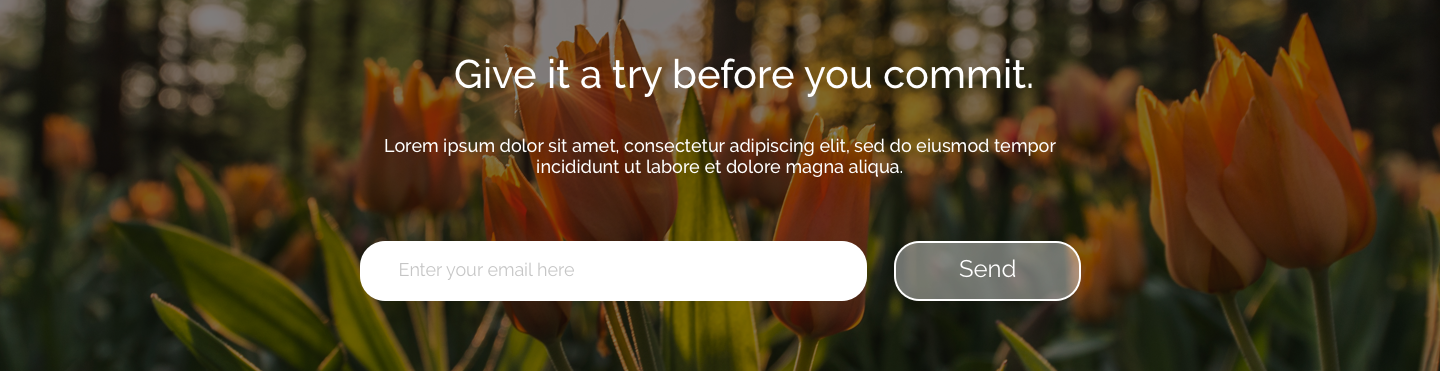 Give it a try before you commit.
Lorem ipsum dolor sit amet, consectetur adipiscing elit, sed do eiusmod tempor
incididunt ut labore et dolore magna aliqua.
Enter your email here
Send